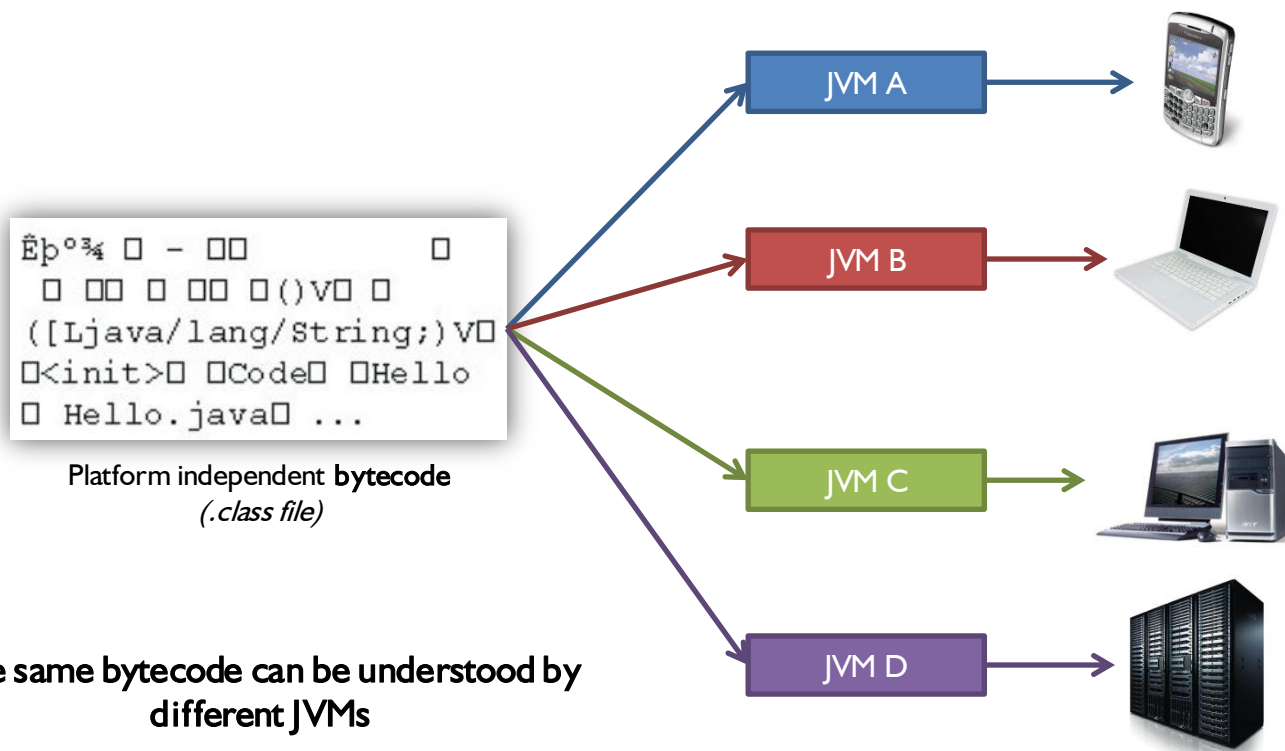 JVM A
JVM B
Êþº¾ □ – □□ □
□ □□ □ □□ □()V□ □
([Ljava/lang/String;)V□
□<init>□ □Code□ □Hello
□ Hello.java□ ...
Platform independent bytecode
(.class file)
JVM C
e same bytecode can be understood by
different JVMs
JVM D